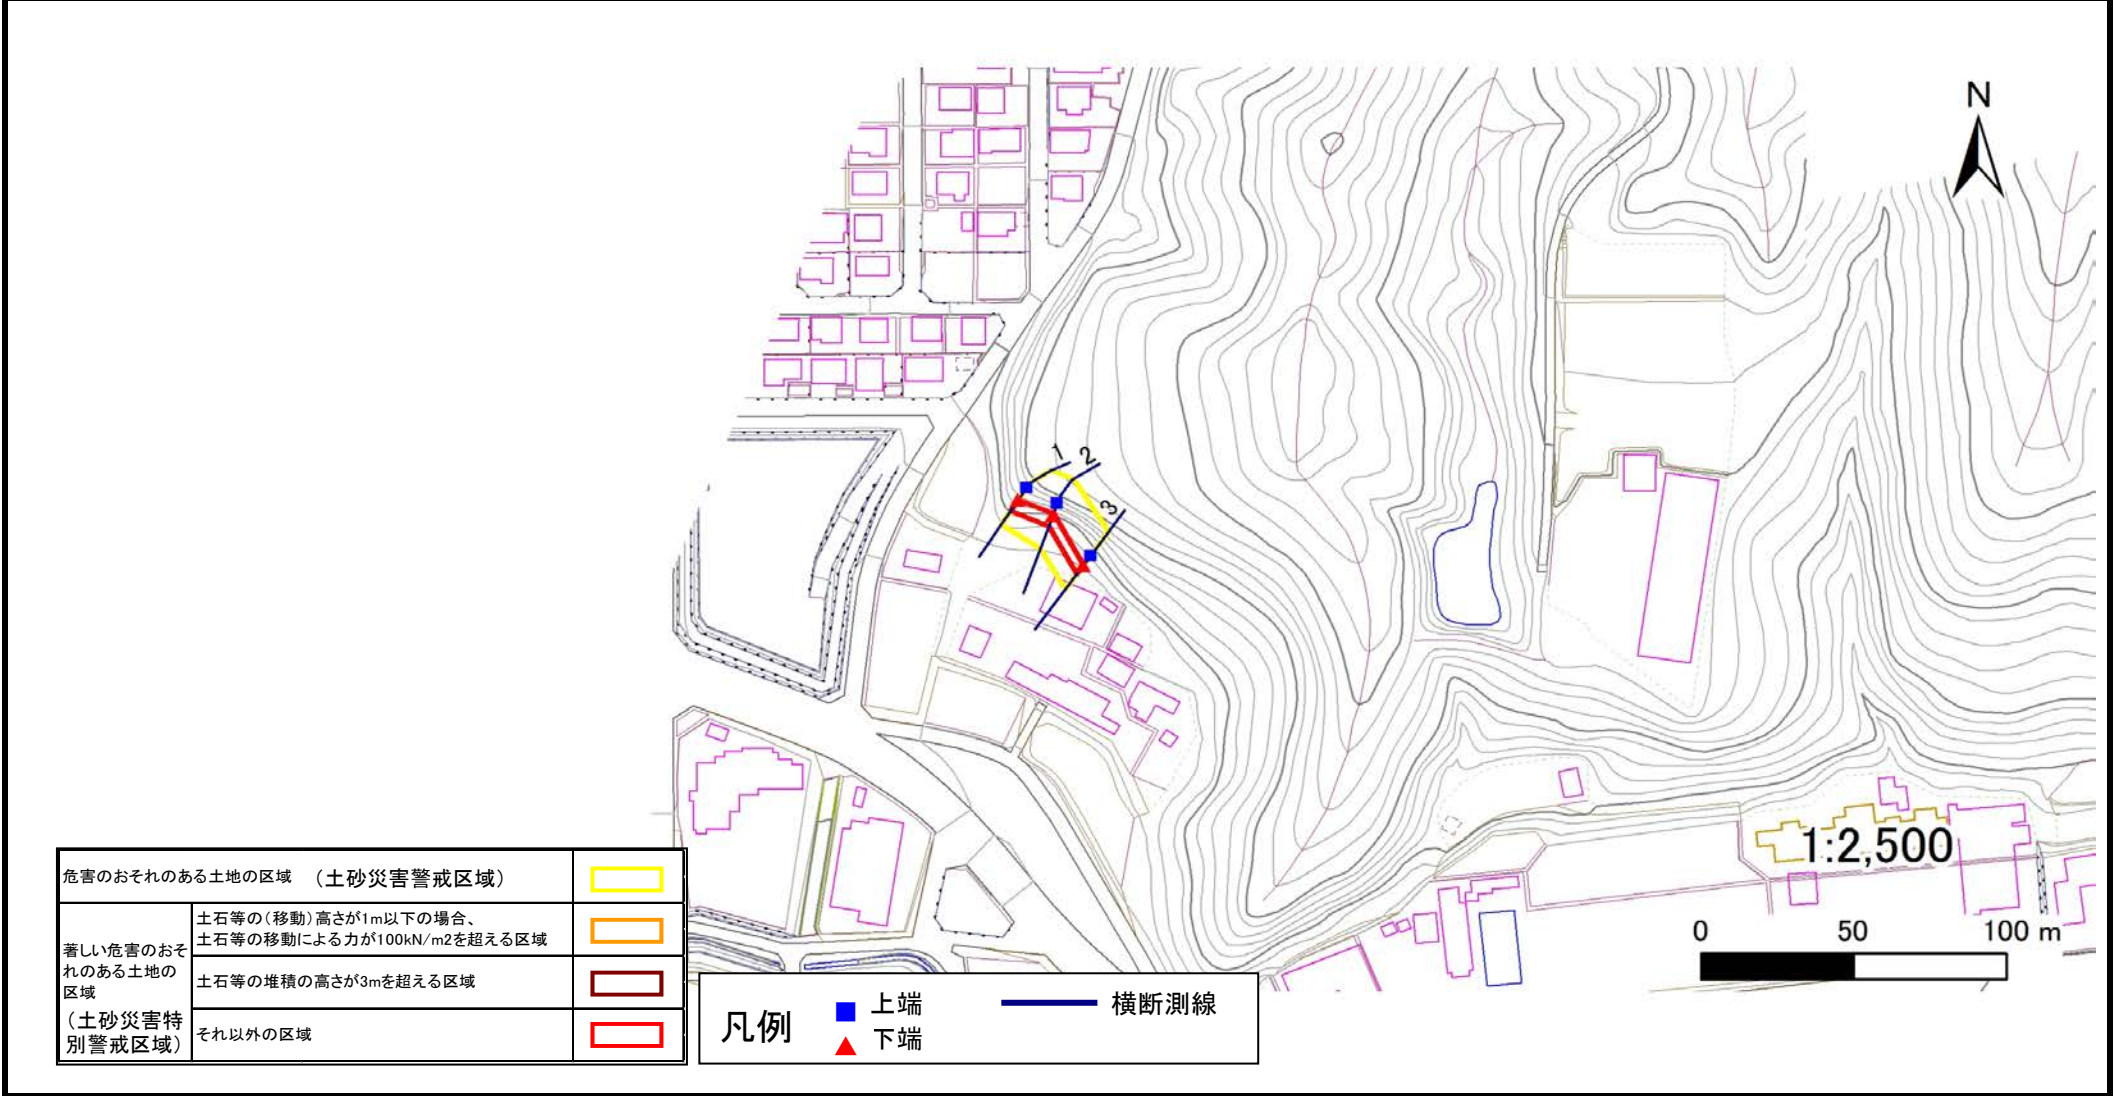 N
1
2
3
1:2,500
0 50 100 m
危害のおそれのある土地の区域 （土砂災害警戒区域）
著しい危害のおそ
れのある土地の
区域
（土砂災害特
別警戒区域）
土石等の（移動）高さが1m以下の場合、
土石等の移動による力が100kN/m2を超える区域
土石等の堆積の高さが3mを超える区域
それ以外の区域
凡例
上端
下端
横断測線